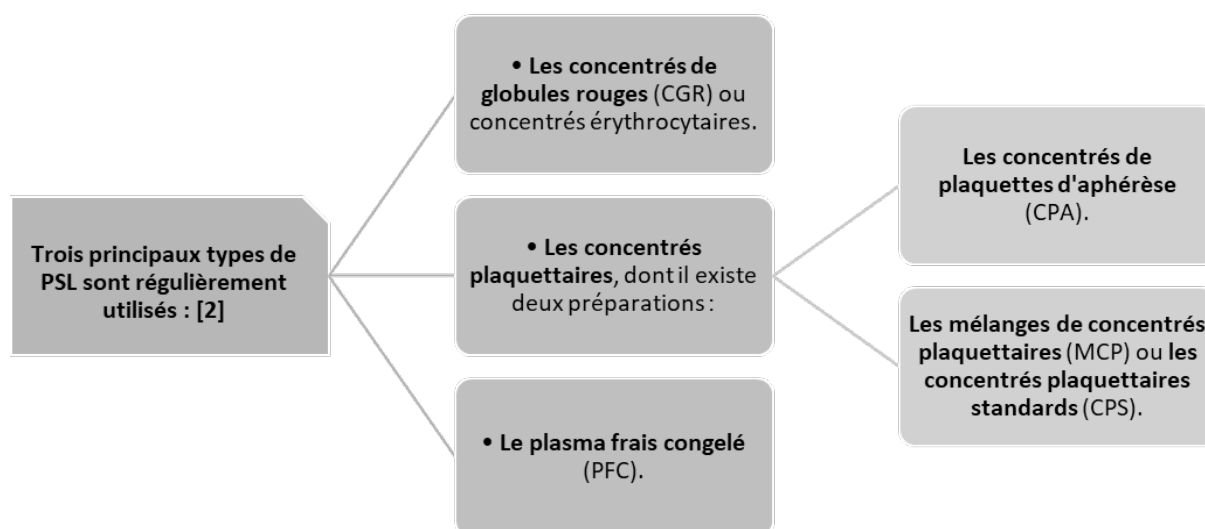 Trois principaux types de
PSL sont régulièrement
utilisés : [2]
• Les concentrés de
globules rouges (CGR) ou
concentrés érythrocytaires.
• Les concentrés
plaquettaires, dont il existe
deux préparations :
Les concentrés de
plaquettes d'aphérèse
(CPA).
Les mélanges de concentrés
plaquettaires (MCP) ou les
concentrés plaquettaires
standards (CPS).
• Le plasma frais congelé
(PFC).